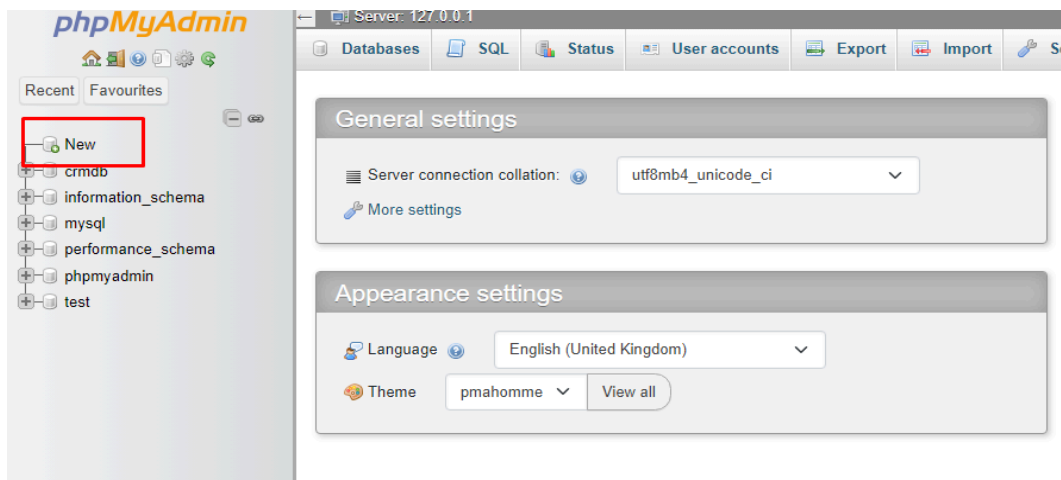 phpMyAdmin
Recent Favourites
New
crmdb
information_schema
mysql
performance_schema
phpmyadmin
test
Server: 127.0.0.1
Databases SQL Status User accounts Export Import
General settings
Server connection collation: utf8mb4_unicode_ci
More settings
Appearance settings
Language English (United Kingdom)
Theme pmahomme View all